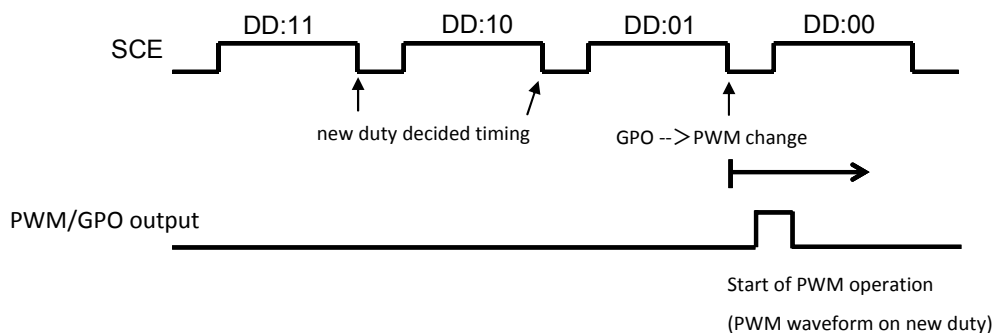 DD:11 DD:10 DD:01 DD:00
SCE
new duty decided timing
GPO -->PWM change
PWM/GPO output
Start of PWM operation
(PWM waveform on new duty)